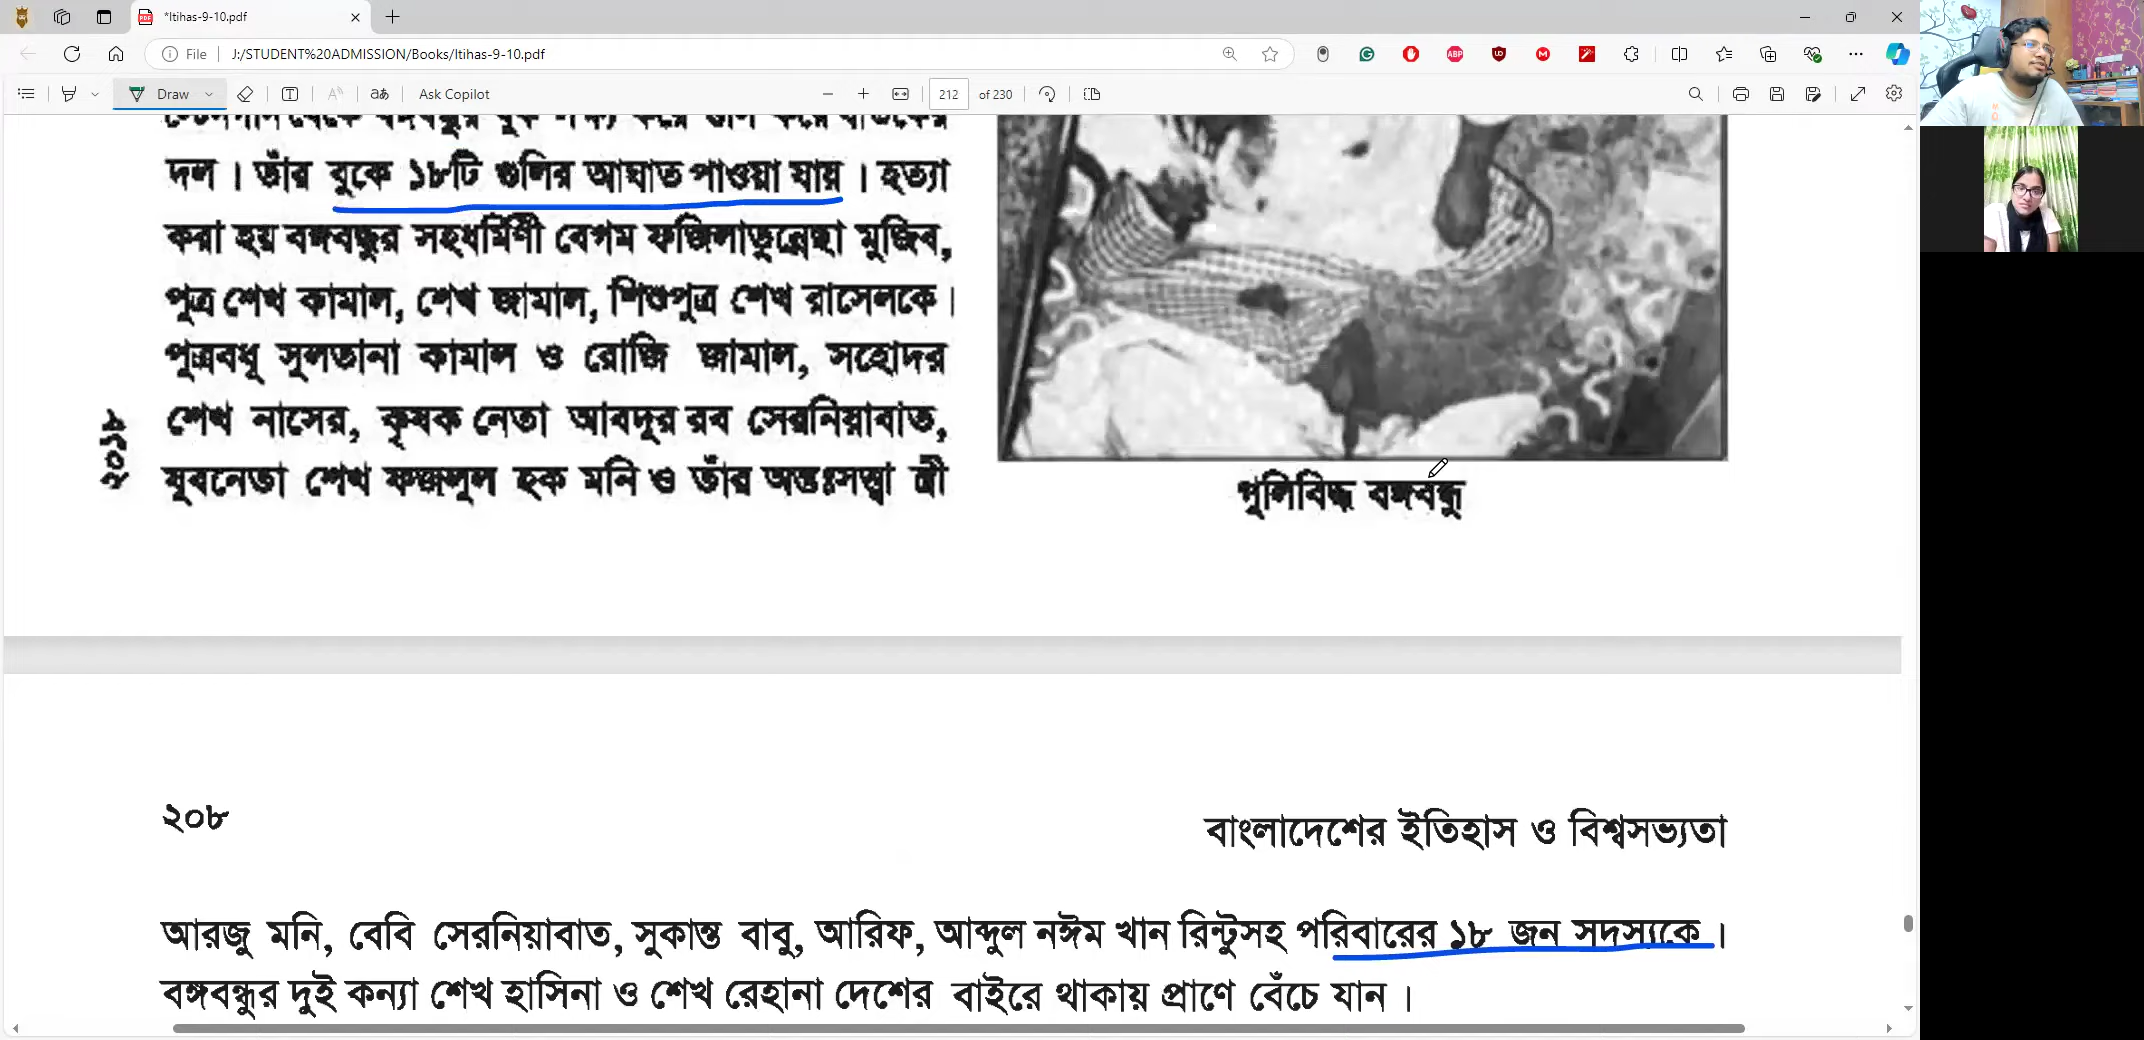 *Itihas-9-10.pdf
File J:/STUDENT%20ADMISSION/Books/Itihas-9-10.pdf
Draw Ask Copilot 212 of 230
দল । তাঁর বুকে ১৮টি গুলির আঘাত পাওয়া যায় । হত্যা
করা হয় বঙ্গবন্ধুর সহধর্মিণী বেগম ফজিলাতুন্নেছা মুজিব,
পুত্র শেখ কামাল, শেখ জামাল, শিশুপুত্র শেখ রাসেলকে ।
পুত্রবধূ সুলতানা কামাল ও রোজি জামাল, সহোদর
শেখ নাসের, কৃষক নেতা আবদুর রব সেরনিয়াবাত,
যুবনেতা শেখ ফজলুল হক মনি ও তাঁর অন্তঃসত্ত্বা স্ত্রী
গুলিবিদ্ধ বঙ্গবন্ধু
২০৮
বাংলাদেশের ইতিহাস ও বিশ্বসভ্যতা
আরজু মনি, বেবি সেরনিয়াবাত, সুকান্ত বাবু, আরিফ, আব্দুল নঈম খান রিন্টুসহ পরিবারের ১৮ জন সদস্যকে ।
বঙ্গবন্ধুর দুই কন্যা শেখ হাসিনা ও শেখ রেহানা দেশের বাইরে থাকায় প্রাণে বেঁচে যান ।